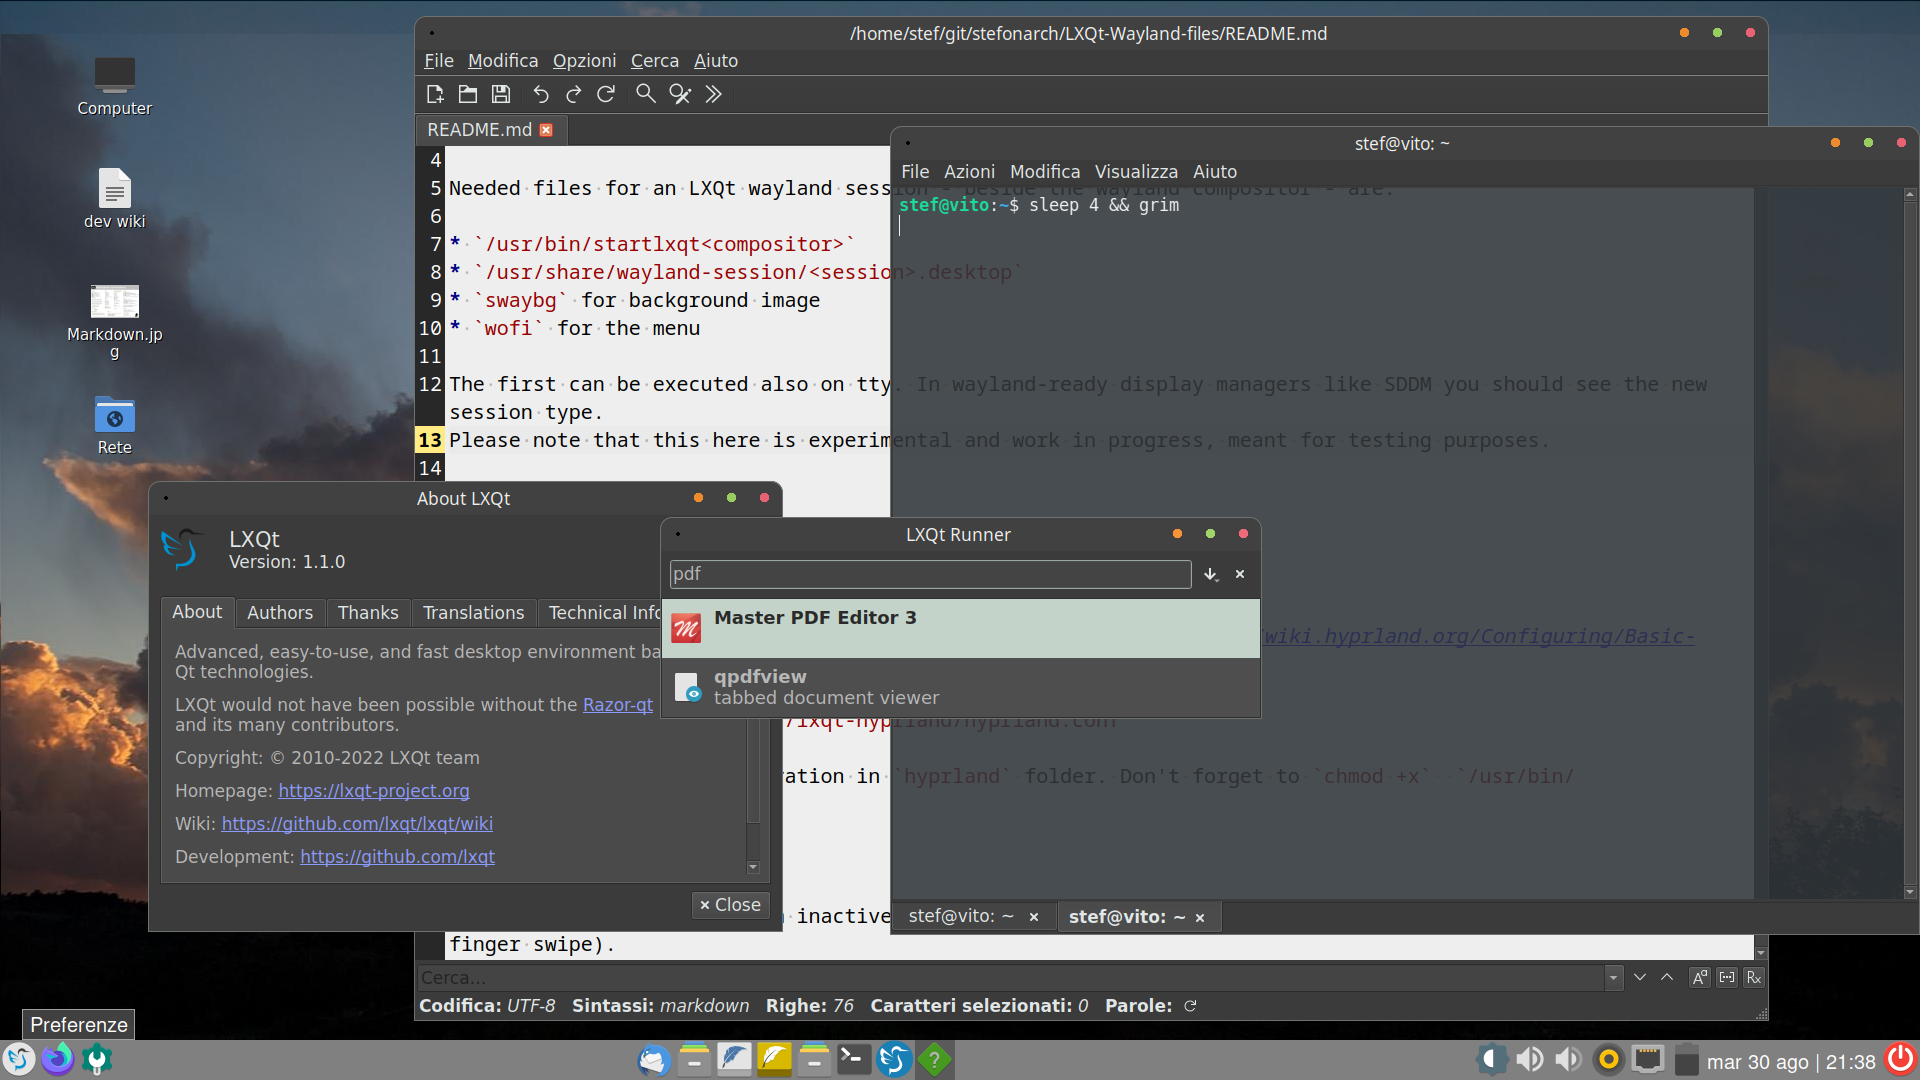 Computer
dev wiki
Markdown.jp
g
Rete
/home/stef/git/stefonarch/LXQt-Wayland-files/README.md
File Modifica Opzioni Cerca Aiuto
README.md
4
5 Needed files for an LXQt wayland session - beside the wayland compositor - are:
6
7 * `/usr/bin/startlxqt<compositor>`
8 * `/usr/share/wayland-session/<session>.desktop`
9 * `swaybg` for background image
10 * `wofi` for the menu
11
12 The first can be executed also on tty. In wayland-ready display managers like SDDM you should see the new
session type.
13 Please note that this here is experimental and work in progress, meant for testing purposes.
14
wiki.hyprland.org/Configuring/Basic-
/lxqt-hyprland/hyprland.conf
ration in `hyprland` folder. Don't forget to `chmod +x` `/usr/bin/
inactive
finger swipe).
Cerca...
Codifica: UTF-8 Sintassi: markdown Righe: 76 Caratteri selezionati: 0 Parole:
stef@vito: ~
File Azioni Modifica Visualizza Aiuto
stef@vito:~$ sleep 4 && grim
stef@vito: ~
stef@vito: ~
About LXQt
LXQt
Version: 1.1.0
About Authors Thanks Translations Technical Info
Advanced, easy-to-use, and fast desktop environment ba
Qt technologies.
LXQt would not have been possible without the Razor-qt
and its many contributors.
Copyright: © 2010-2022 LXQt team
Homepage: https://lxqt-project.org
Wiki: https://github.com/lxqt/lxqt/wiki
Development: https://github.com/lxqt
Close
LXQt Runner
pdf
Master PDF Editor 3
qpdfview
tabbed document viewer
Preferenze
mar 30 ago | 21:38